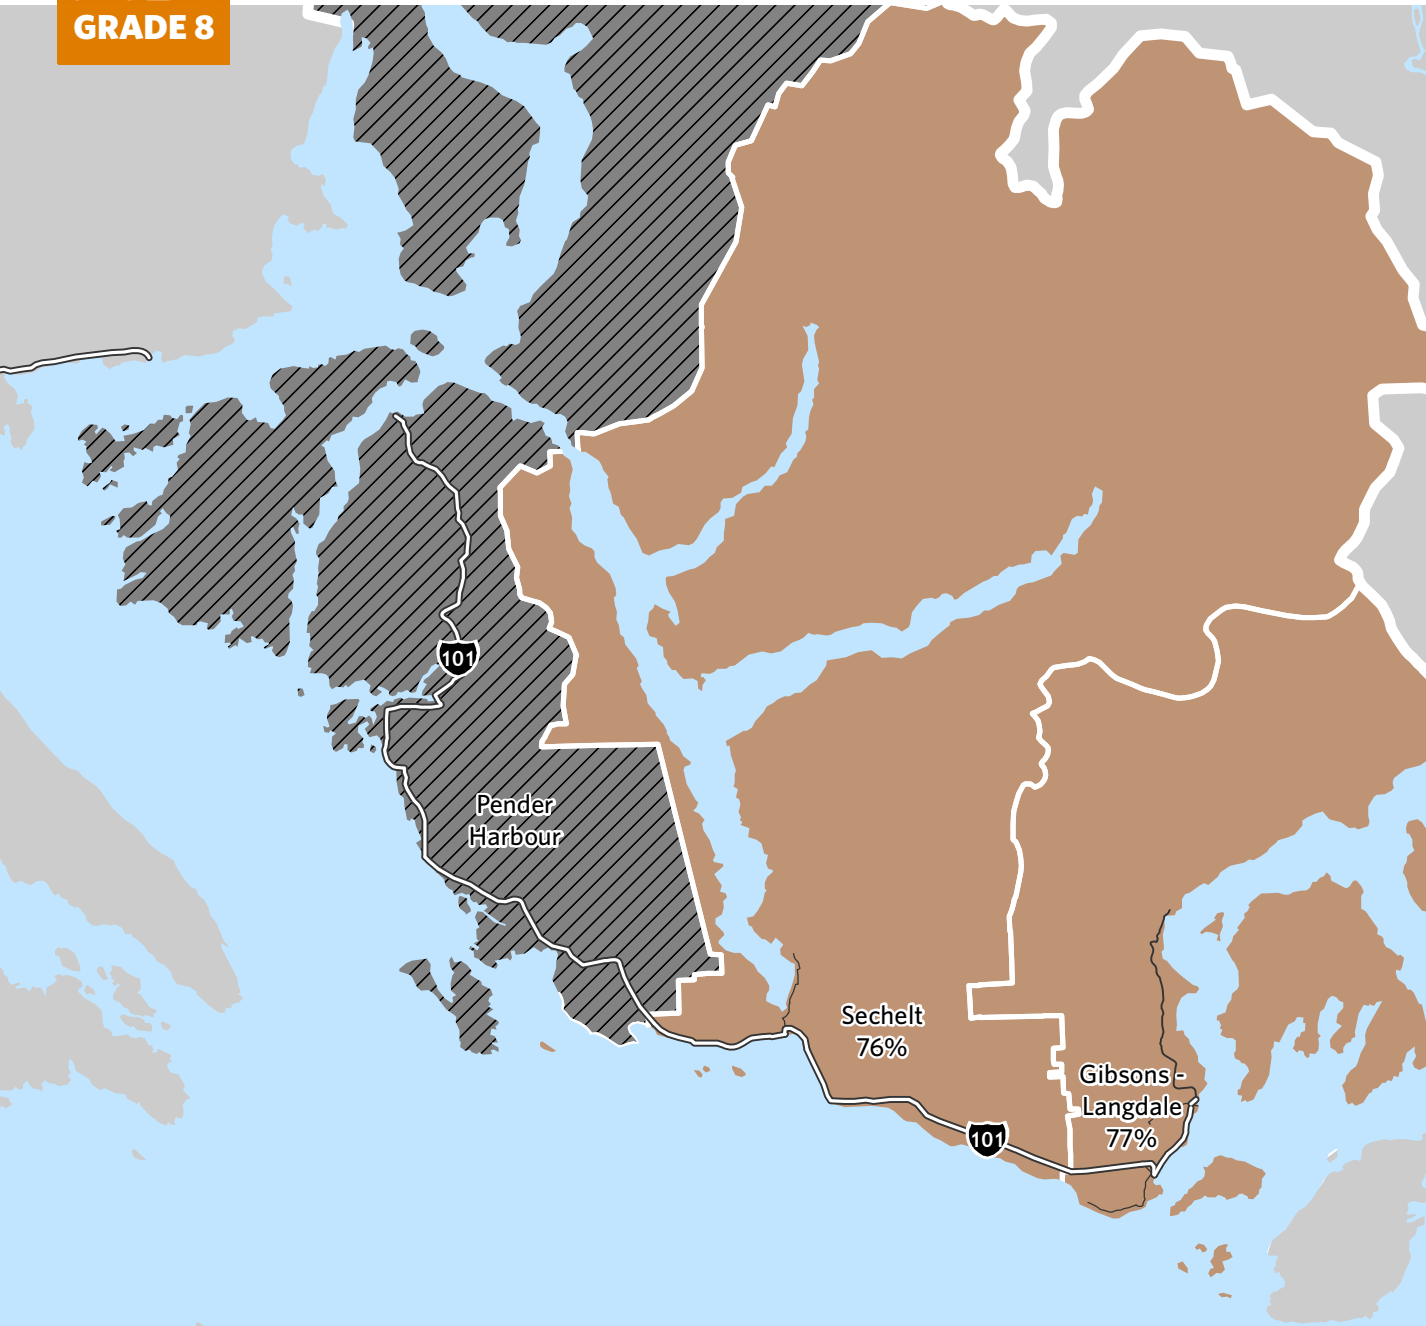 GRADE 8
101
Pender
Harbour
Sechelt
76%
Gibsons -
Langdale
77%
101